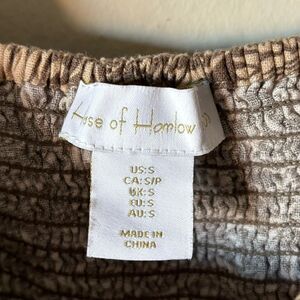 use of Harlow
US:S
CA:S/P
UK:S
EU:S
AU:S
MADE IN
CHINA